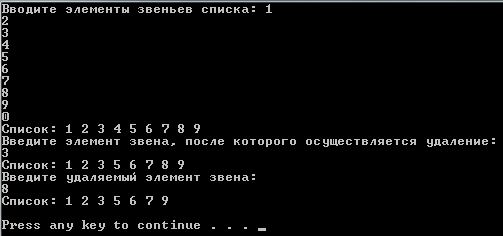 Вводите элементы звеньев списка: 1
2
3
4
5
6
7
8
9
0
Список: 1 2 3 4 5 6 7 8 9
Введите элемент звена, после которого осуществляется удаление:
3
Список: 1 2 3 5 6 7 8 9
Введите удаляемый элемент звена:
8
Список: 1 2 3 5 6 7 9
Press any key to continue . . . _